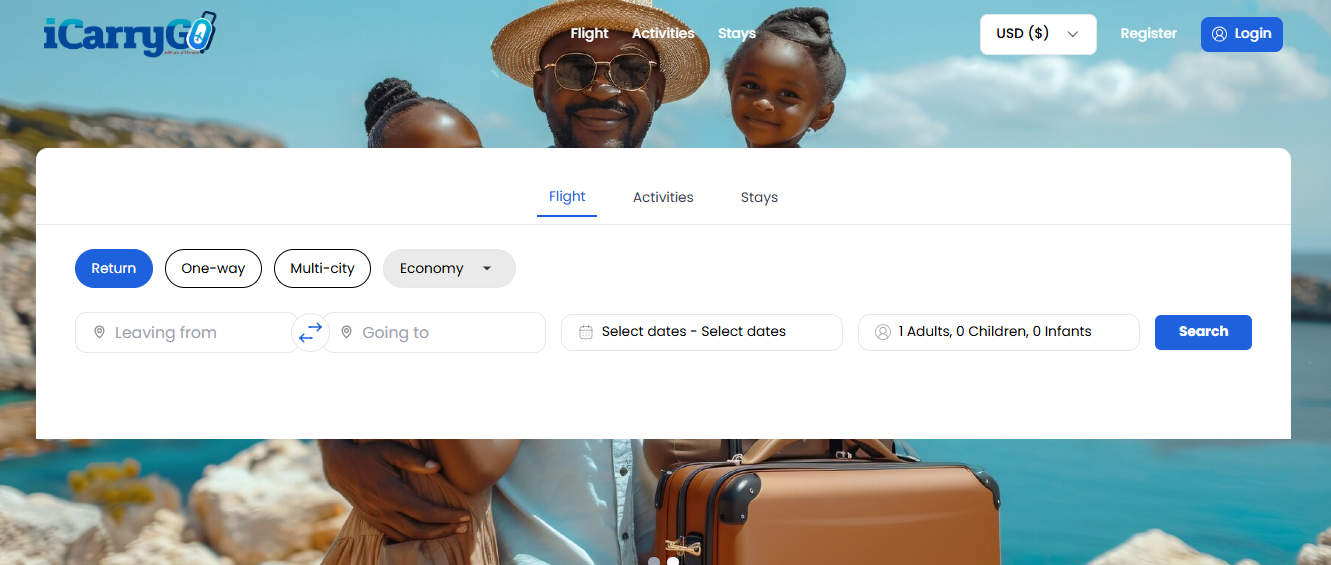 iCarryGO
Flight Activities Stays
USD ($)
Register
Login
Flight Activities Stays
Return One-way Multi-city Economy
Leaving from Going to Select dates - Select dates 1 Adults, 0 Children, 0 Infants Search